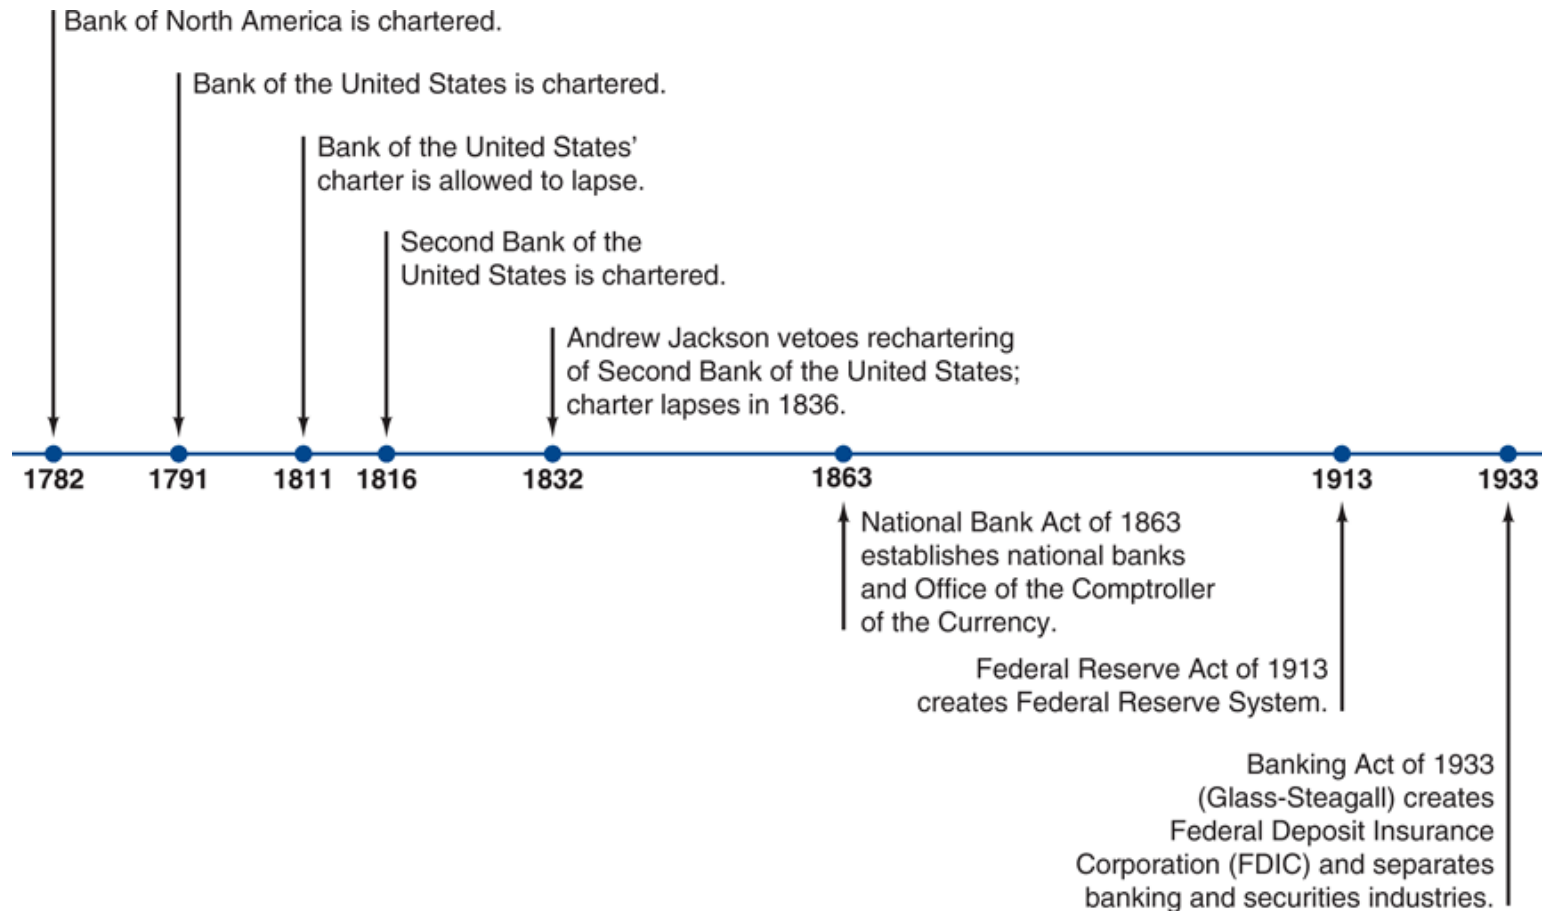 Bank of North America is chartered.
Bank of the United States is chartered.
Bank of the United States’
charter is allowed to lapse.
Second Bank of the
United States is chartered.
Andrew Jackson vetoes rechartering
of Second Bank of the United States;
charter lapses in 1836.
1782 1791 1811 1816 1832 1863 1913 1933
National Bank Act of 1863
establishes national banks
and Office of the Comptroller
of the Currency.
Federal Reserve Act of 1913
creates Federal Reserve System.
Banking Act of 1933
(Glass-Steagall) creates
Federal Deposit Insurance
Corporation (FDIC) and separates
banking and securities industries.